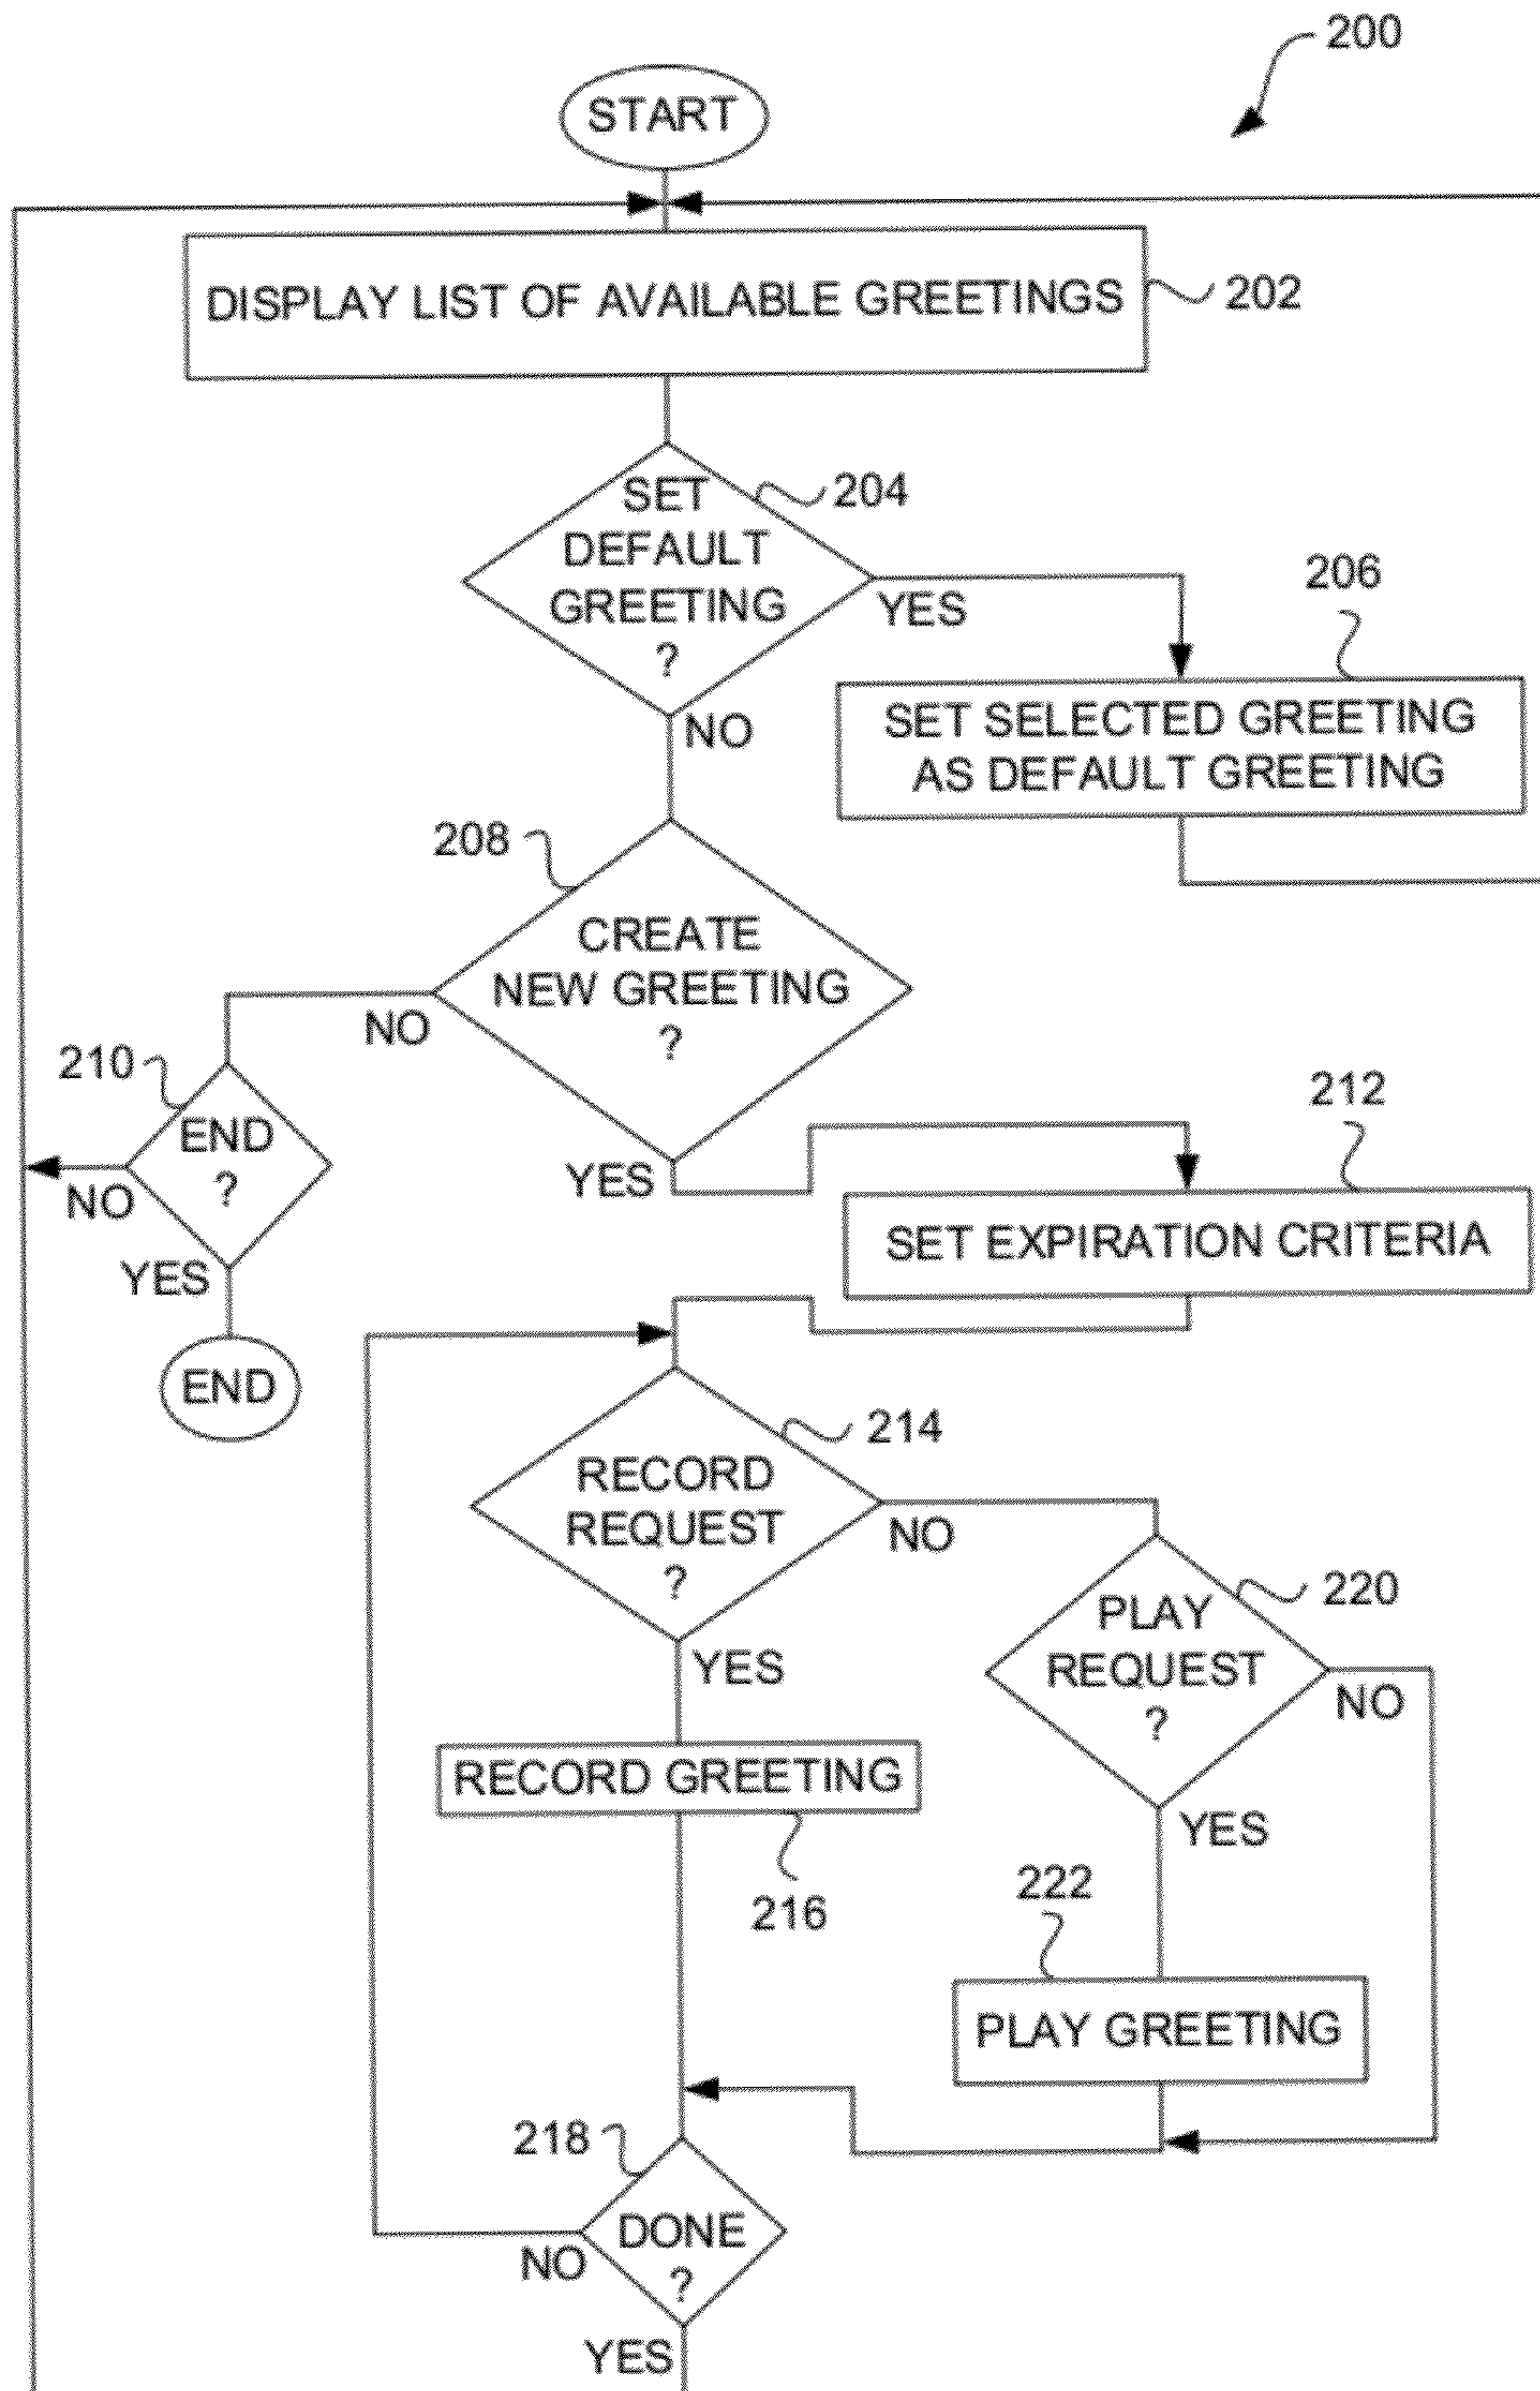 200
START
DISPLAY LIST OF AVAILABLE GREETINGS
202
SET
DEFAULT
GREETING
?
204
YES
NO
206
SET SELECTED GREETING
AS DEFAULT GREETING
208
CREATE
NEW GREETING
?
NO
YES
210
END
?
NO
YES
END
212
SET EXPIRATION CRITERIA
214
RECORD
REQUEST
?
NO
YES
220
PLAY
REQUEST
?
NO
YES
RECORD GREETING
216
222
PLAY GREETING
218
DONE
?
NO
YES